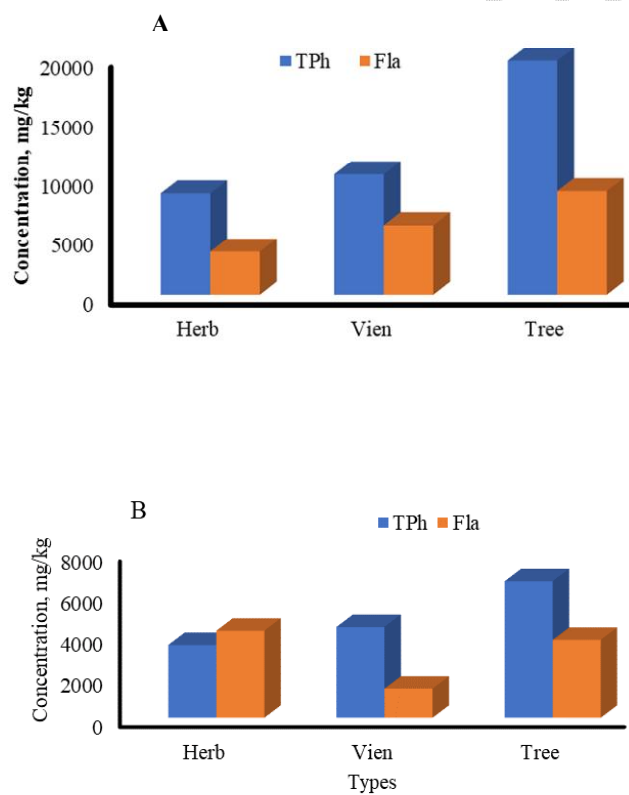 A
TPh Fla
Concentration, mg/kg
20000
15000
10000
5000
0
Herb Vien Tree
B
TPh Fla
Concentration, mg/kg
8000
6000
4000
2000
0
Herb Vien Tree
Types